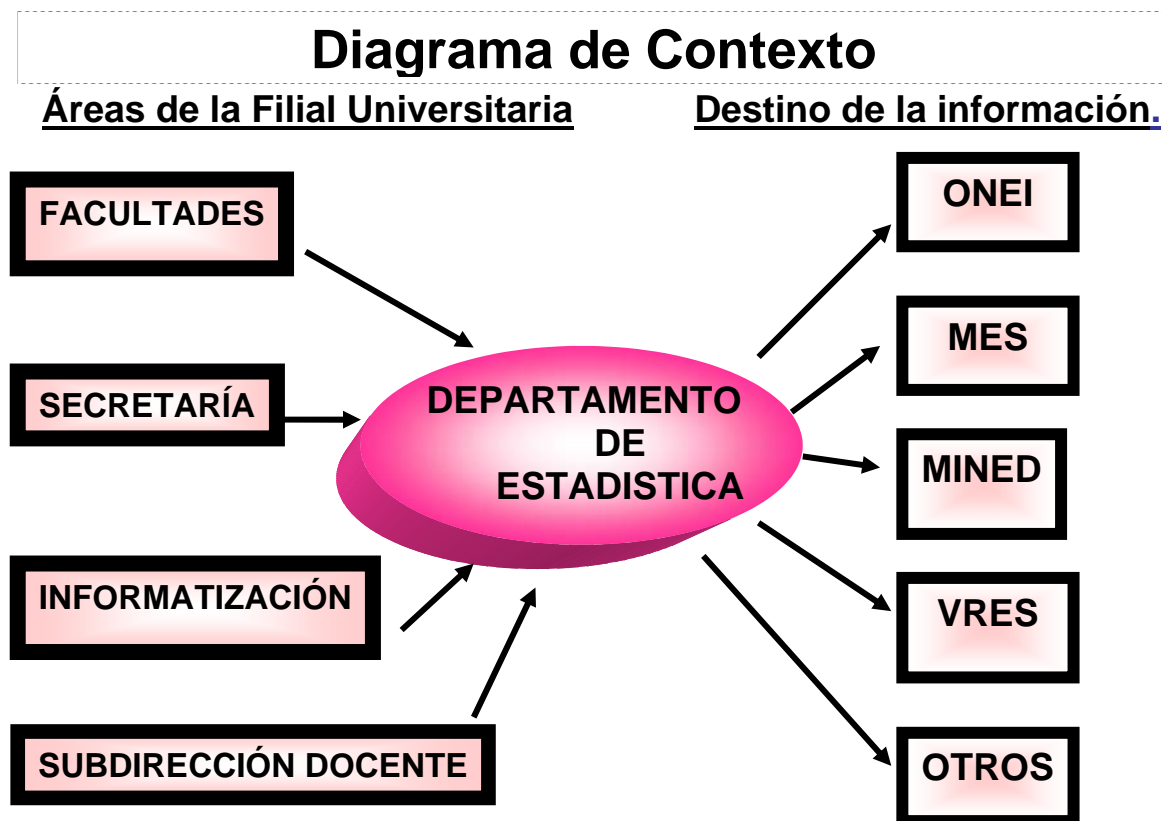 Diagrama de Contexto
Áreas de la Filial Universitaria
Destino de la información.
FACULTADES
SECRETARÍA
INFORMATIZACIÓN
SUBDIRECCIÓN DOCENTE
DEPARTAMENTO
DE
ESTADISTICA
ONEI
MES
MINED
VRES
OTROS